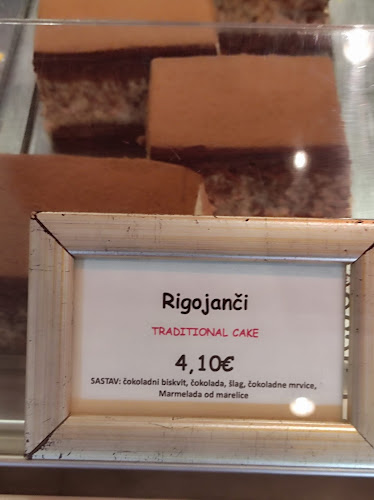 Rigojanči
TRADITIONAL CAKE
4,10€
SASTAV: čokoladni biskvit, čokolada, šlag, čokoladne mrvice,
Marmelada od marelice